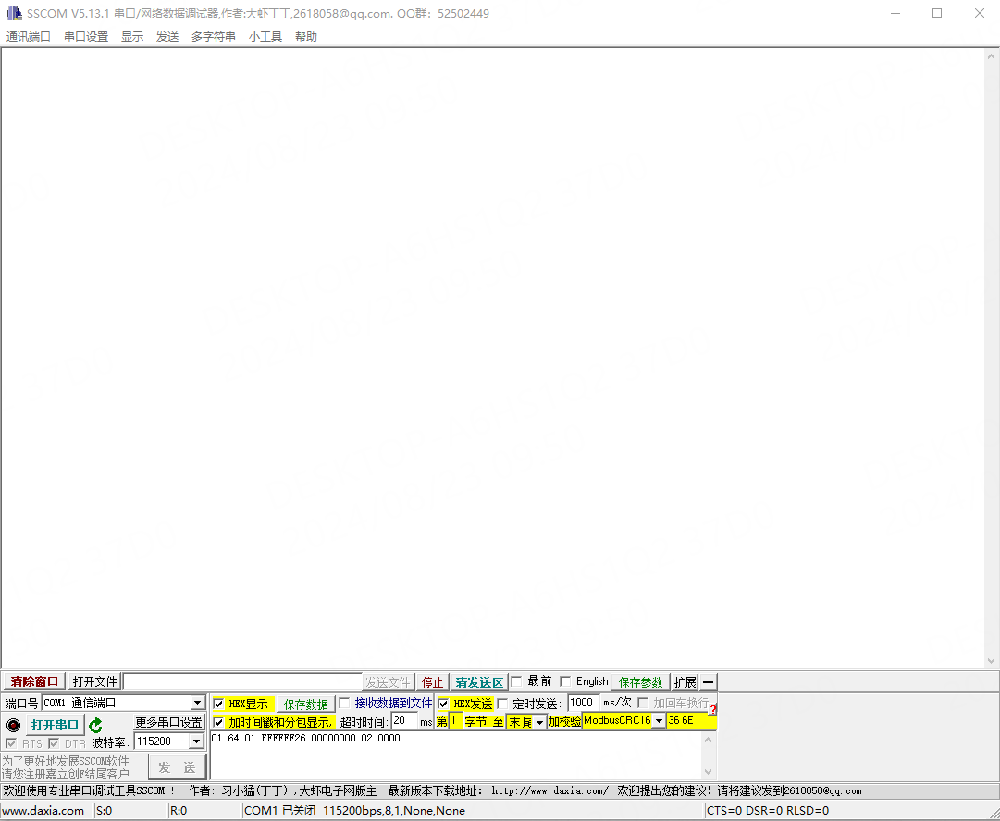 SSCOM V5.13.1 串口/网络数据调试器,作者:大虾丁丁,2618058@qq.com. QQ群: 52502449
通讯端口 串口设置 显示 发送 多字符串 小工具 帮助
清除窗口 打开文件 发送文件 停止 清发送区 最前 English 保存参数 扩展 —
端口号 COM1 通信端口 HEX显示 保存数据 接收数据到文件 HEX发送 定时发送: 1000 ms/次 加回车换行 ?
打开串口 更多串口设置 加时间戳和分包显示, 超时时间: 20 ms 第 1 字节 至 末尾 加校验 ModbusCRC16 36 6E
RTS DTR 波特率: 115200 01 64 01 FFFFFF26 00000000 02 0000
为了更好地发展SSCOM软件
请您注册嘉立创F结尾客户
发 送
欢迎使用专业串口调试工具SSCOM ! 作者: 习小猛(丁丁),大虾电子网版主 最新版本下载地址: http://www.daxia.com/ 欢迎提出您的建议! 请将建议发到2618058@qq.com
www.daxia.com S:0 R:0 COM1 已关闭 115200bps,8,1,None,None CTS=0 DSR=0 RLSD=0